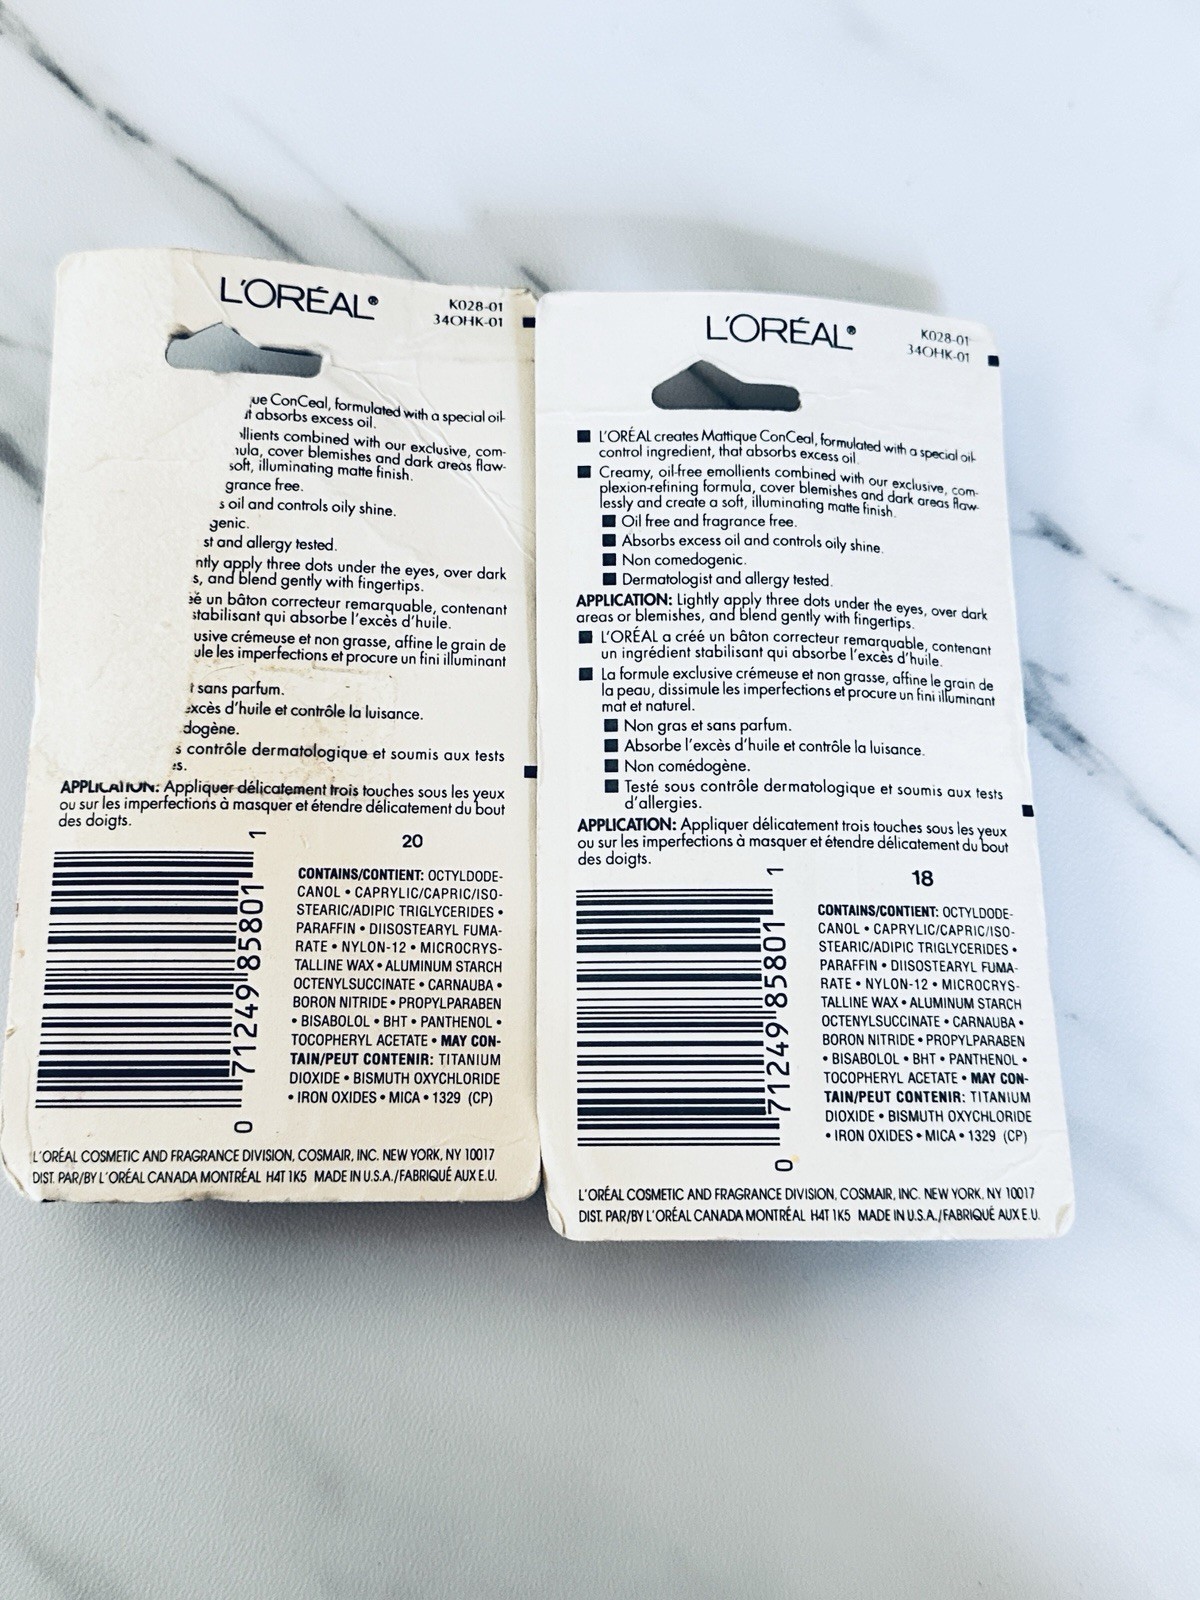 L'ORÉAL®
K028-01
34OHK-01
ue ConCeal, formulated with a special oil-
t absorbs excess oil.
llients combined with our exclusive, com-
ula, cover blemishes and dark areas flaw-
soft, illuminating matte finish.
grance free.
s oil and controls oily shine.
genic.
st and allergy tested.
ntly apply three dots under the eyes, over dark
s, and blend gently with fingertips.
éé un bâton correcteur remarquable, contenant
stabilisant qui absorbe l'excès d'huile.
usive crémeuse et non grasse, affine le grain de
ule les imperfections et procure un fini illuminant
t sans parfum.
excès d'huile et contrôle la luisance.
dogène.
s contrôle dermatologique et soumis aux tests
es.
APPLICATION: Appliquer délicatement trois touches sous les yeux
ou sur les imperfections à masquer et étendre délicatement du bout
des doigts.
20
0 71249 85801 1
CONTAINS/CONTIENT: OCTYLDODE-
CANOL • CAPRYLIC/CAPRIC/ISO-
STEARIC/ADIPIC TRIGLYCERIDES •
PARAFFIN • DIISOSTEARYL FUMA-
RATE • NYLON-12 • MICROCRYS-
TALLINE WAX • ALUMINUM STARCH
OCTENYLSUCCINATE • CARNAUBA •
BORON NITRIDE • PROPYLPARABEN
• BISABOLOL • BHT • PANTHENOL •
TOCOPHERYL ACETATE • MAY CON-
TAIN/PEUT CONTENIR: TITANIUM
DIOXIDE • BISMUTH OXYCHLORIDE
• IRON OXIDES • MICA • 1329 (CP)
L'ORÉAL COSMETIC AND FRAGRANCE DIVISION, COSMAIR, INC. NEW YORK, NY 10017
DIST. PAR/BY L'ORÉAL CANADA MONTRÉAL H4T 1K5 MADE IN U.S.A./FABRIQUÉ AUX E.U.
L'ORÉAL®
K028-01
34OHK-01
■ L'ORÉAL creates Mattique ConCeal, formulated with a special oil-
control ingredient, that absorbs excess oil.
■ Creamy, oil-free emollients combined with our exclusive, com-
plexion-refining formula, cover blemishes and dark areas flaw-
lessly and create a soft, illuminating matte finish.
■ Oil free and fragrance free.
■ Absorbs excess oil and controls oily shine.
■ Non comedogenic.
■ Dermatologist and allergy tested.
APPLICATION: Lightly apply three dots under the eyes, over dark
areas or blemishes, and blend gently with fingertips.
■ L'ORÉAL a créé un bâton correcteur remarquable, contenant
un ingrédient stabilisant qui absorbe l'excès d'huile.
■ La formule exclusive crémeuse et non grasse, affine le grain de
la peau, dissimule les imperfections et procure un fini illuminant
mat et naturel.
■ Non gras et sans parfum.
■ Absorbe l'excès d'huile et contrôle la luisance.
■ Non comédogène.
■ Testé sous contrôle dermatologique et soumis aux tests
d'allergies.
APPLICATION: Appliquer délicatement trois touches sous les yeux
ou sur les imperfections à masquer et étendre délicatement du bout
des doigts.
18
0 71249 85801 1
CONTAINS/CONTIENT: OCTYLDODE-
CANOL • CAPRYLIC/CAPRIC/ISO-
STEARIC/ADIPIC TRIGLYCERIDES •
PARAFFIN • DIISOSTEARYL FUMA-
RATE • NYLON-12 • MICROCRYS-
TALLINE WAX • ALUMINUM STARCH
OCTENYLSUCCINATE • CARNAUBA •
BORON NITRIDE • PROPYLPARABEN
• BISABOLOL • BHT • PANTHENOL •
TOCOPHERYL ACETATE • MAY CON-
TAIN/PEUT CONTENIR: TITANIUM
DIOXIDE • BISMUTH OXYCHLORIDE
• IRON OXIDES • MICA • 1329 (CP)
L'ORÉAL COSMETIC AND FRAGRANCE DIVISION, COSMAIR, INC. NEW YORK, NY 10017
DIST. PAR/BY L'ORÉAL CANADA MONTRÉAL H4T 1K5 MADE IN U.S.A./FABRIQUÉ AUX E.U.